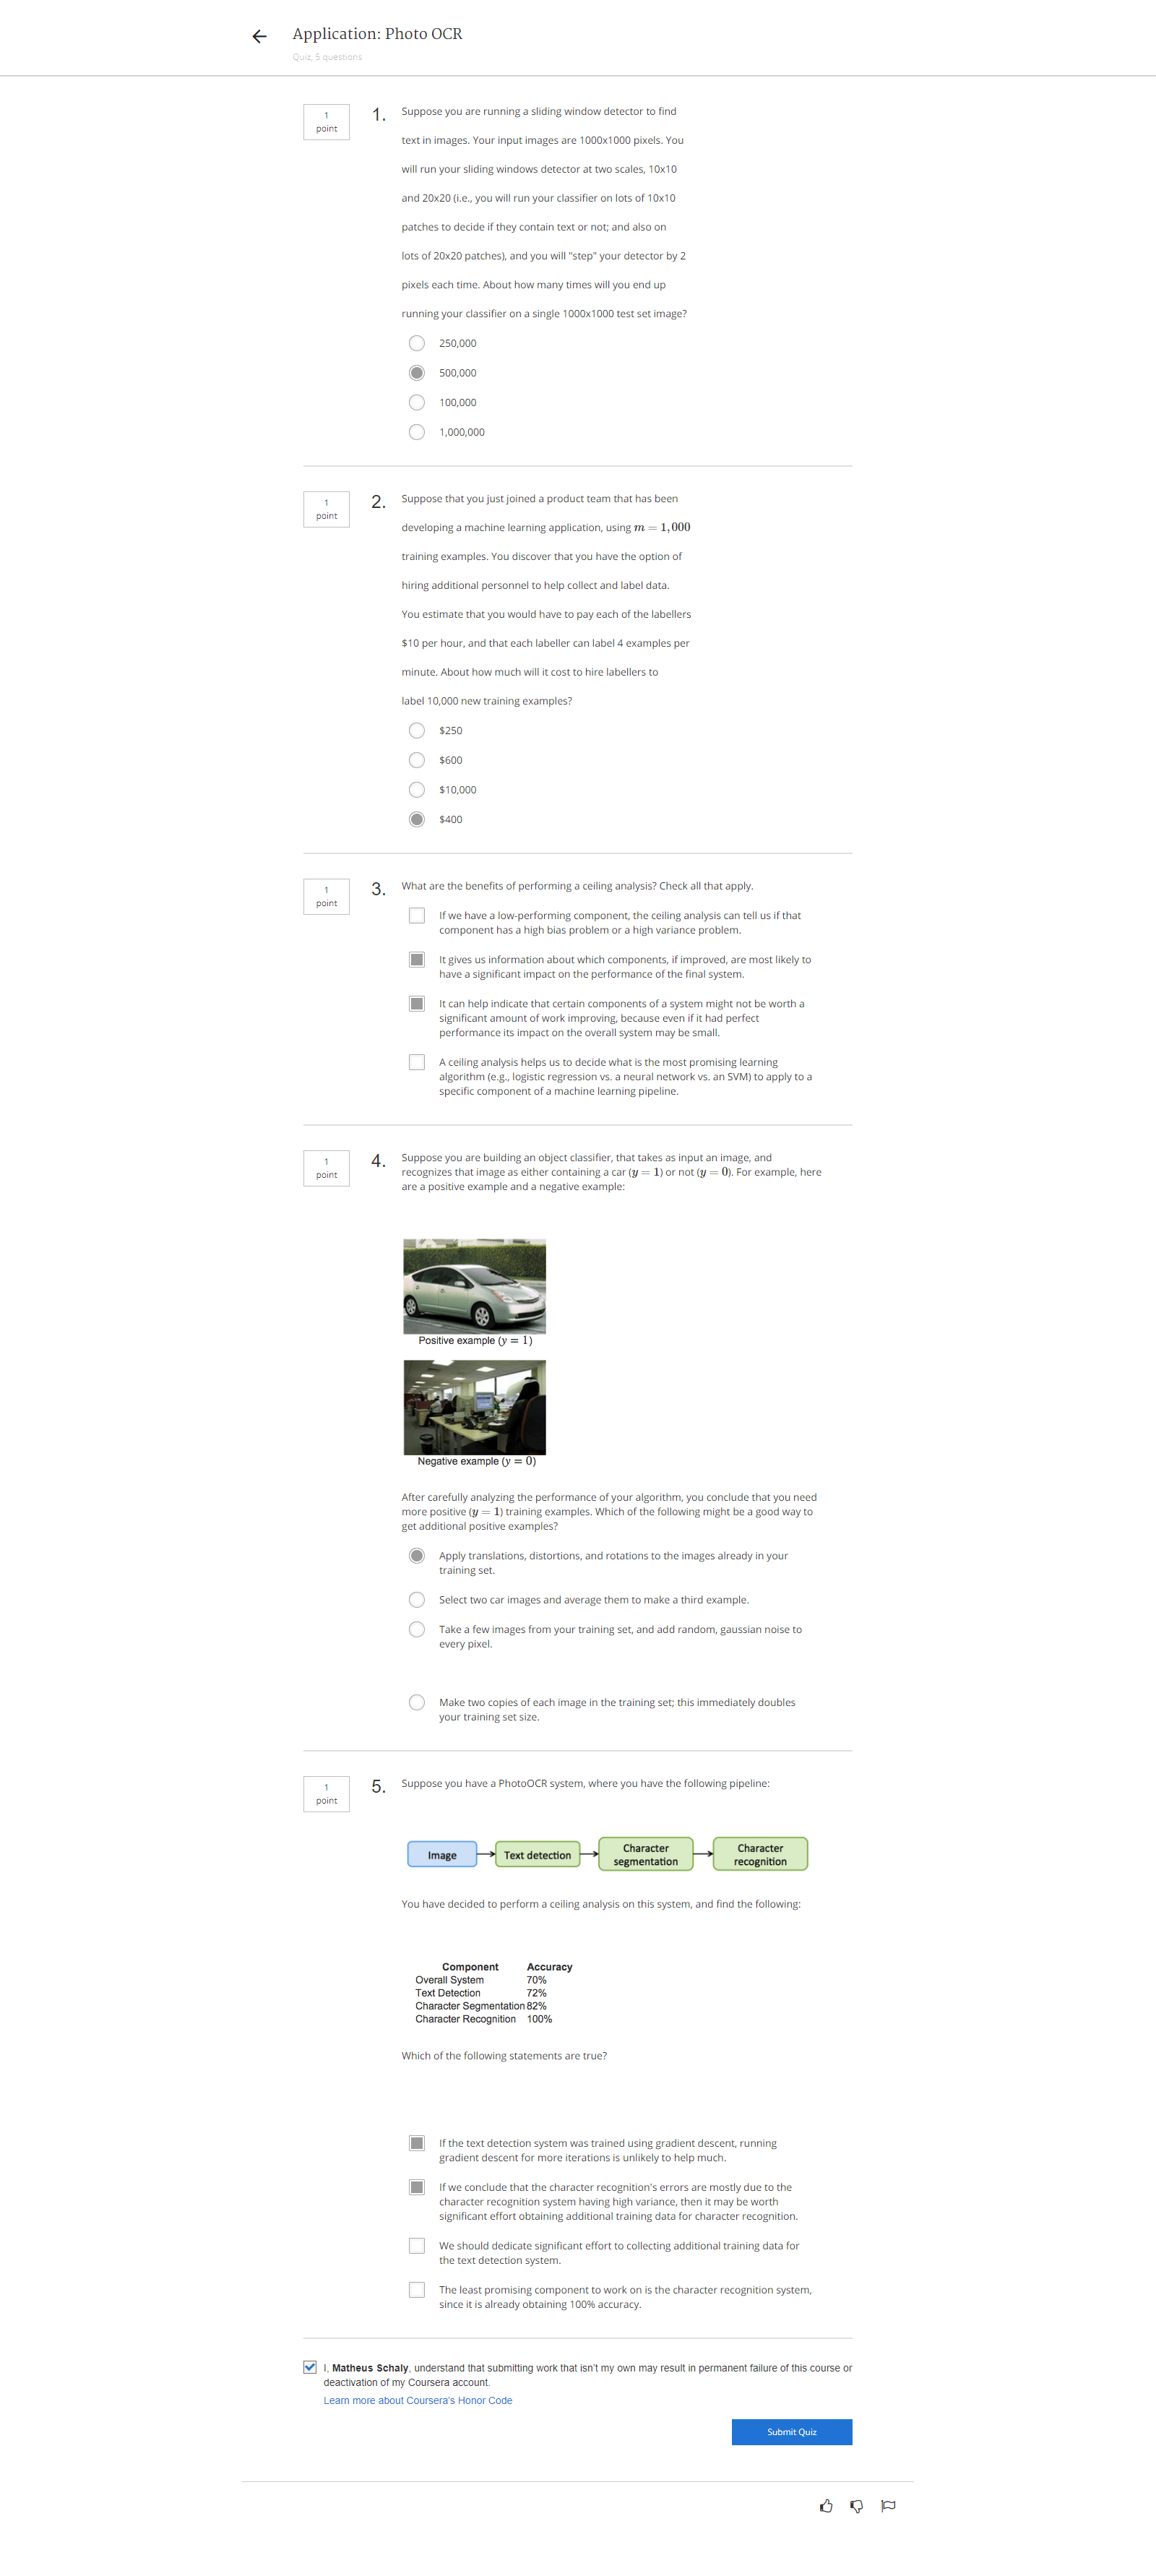 Application: Photo OCR
Quiz, 5 questions
1
point
1.
Suppose you are running a sliding window detector to find
text in images. Your input images are 1000x1000 pixels. You
will run your sliding windows detector at two scales, 10x10
and 20x20 (i.e., you will run your classifier on lots of 10x10
patches to decide if they contain text or not; and also on
lots of 20x20 patches), and you will "step" your detector by 2
pixels each time. About how many times will you end up
running your classifier on a single 1000x1000 test set image?
250,000
500,000
100,000
1,000,000
1
point
2.
Suppose that you just joined a product team that has been
developing a machine learning application, using m = 1,000
training examples. You discover that you have the option of
hiring additional personnel to help collect and label data.
You estimate that you would have to pay each of the labellers
$10 per hour, and that each labeller can label 4 examples per
minute. About how much will it cost to hire labellers to
label 10,000 new training examples?
$250
$600
$10,000
$400
1
point
3.
What are the benefits of performing a ceiling analysis? Check all that apply.
If we have a low-performing component, the ceiling analysis can tell us if that
component has a high bias problem or a high variance problem.
It gives us information about which components, if improved, are most likely to
have a significant impact on the performance of the final system.
It can help indicate that certain components of a system might not be worth a
significant amount of work improving, because even if it had perfect
performance its impact on the overall system may be small.
A ceiling analysis helps us to decide what is the most promising learning
algorithm (e.g., logistic regression vs. a neural network vs. an SVM) to apply to a
specific component of a machine learning pipeline.
1
point
4.
Suppose you are building an object classifier, that takes as input an image, and
recognizes that image as either containing a car (y = 1) or not (y = 0). For example, here
are a positive example and a negative example:
Positive example (y = 1)
Negative example (y = 0)
After carefully analyzing the performance of your algorithm, you conclude that you need
more positive (y = 1) training examples. Which of the following might be a good way to
get additional positive examples?
Apply translations, distortions, and rotations to the images already in your
training set.
Select two car images and average them to make a third example.
Take a few images from your training set, and add random, gaussian noise to
every pixel.
Make two copies of each image in the training set; this immediately doubles
your training set size.
1
point
5.
Suppose you have a PhotoOCR system, where you have the following pipeline:
Image
Text detection
Character
segmentation
Character
recognition
You have decided to perform a ceiling analysis on this system, and find the following:
Component Accuracy
Overall System 70%
Text Detection 72%
Character Segmentation 82%
Character Recognition 100%
Which of the following statements are true?
If the text detection system was trained using gradient descent, running
gradient descent for more iterations is unlikely to help much.
If we conclude that the character recognition's errors are mostly due to the
character recognition system having high variance, then it may be worth
significant effort obtaining additional training data for character recognition.
We should dedicate significant effort to collecting additional training data for
the text detection system.
The least promising component to work on is the character recognition system,
since it is already obtaining 100% accuracy.
I, Matheus Schaly, understand that submitting work that isn't my own may result in permanent failure of this course or
deactivation of my Coursera account.
Learn more about Coursera's Honor Code
Submit Quiz